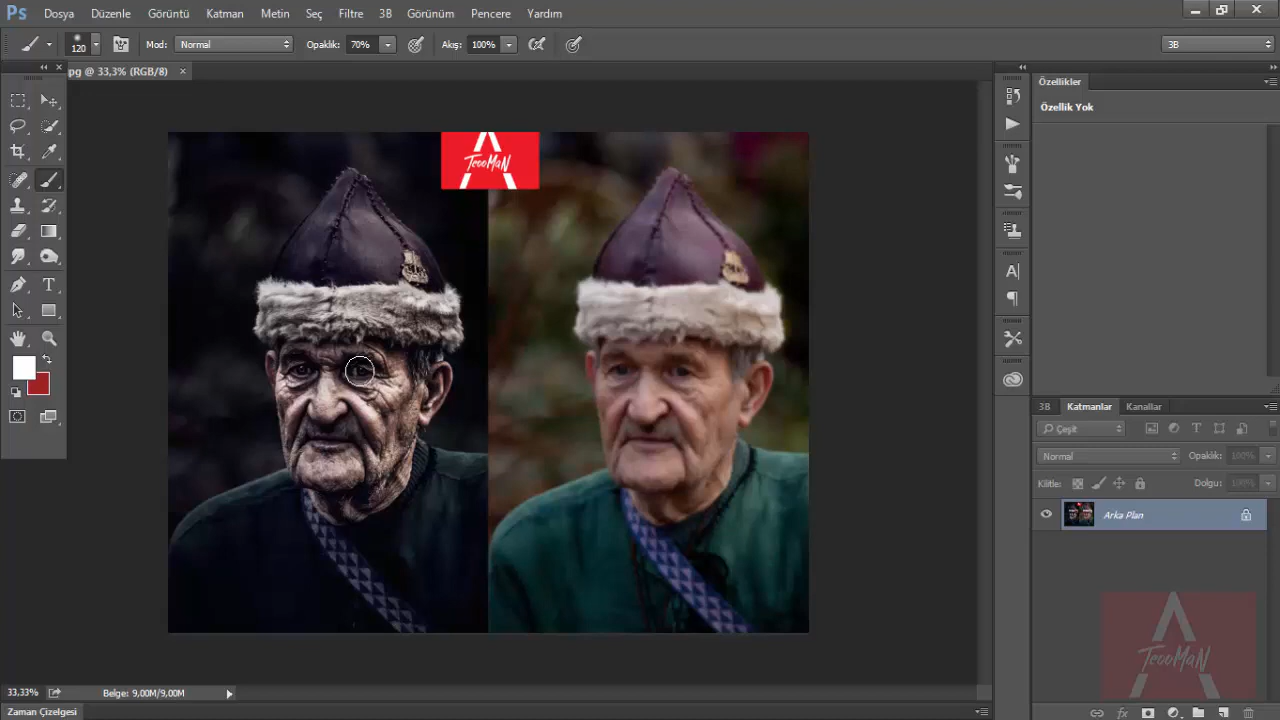 Ps Dosya Düzenle Görüntü Katman Metin Seç Filtre 3B Görünüm Pencere Yardım
120 Mod: Normal Opaklık: 70% Akış: 100% 3B
pg @ 33,3% (RGB/8) ×
Özellikler
Özellik Yok
TeooMaN
3B Katmanlar Kanallar
Çeşit
Normal Opaklık: 100%
Kilitle: Dolgu: 100%
Arka Plan
TeooMaN
33,33% Belge: 9,00M/9,00M
Zaman Çizelgesi